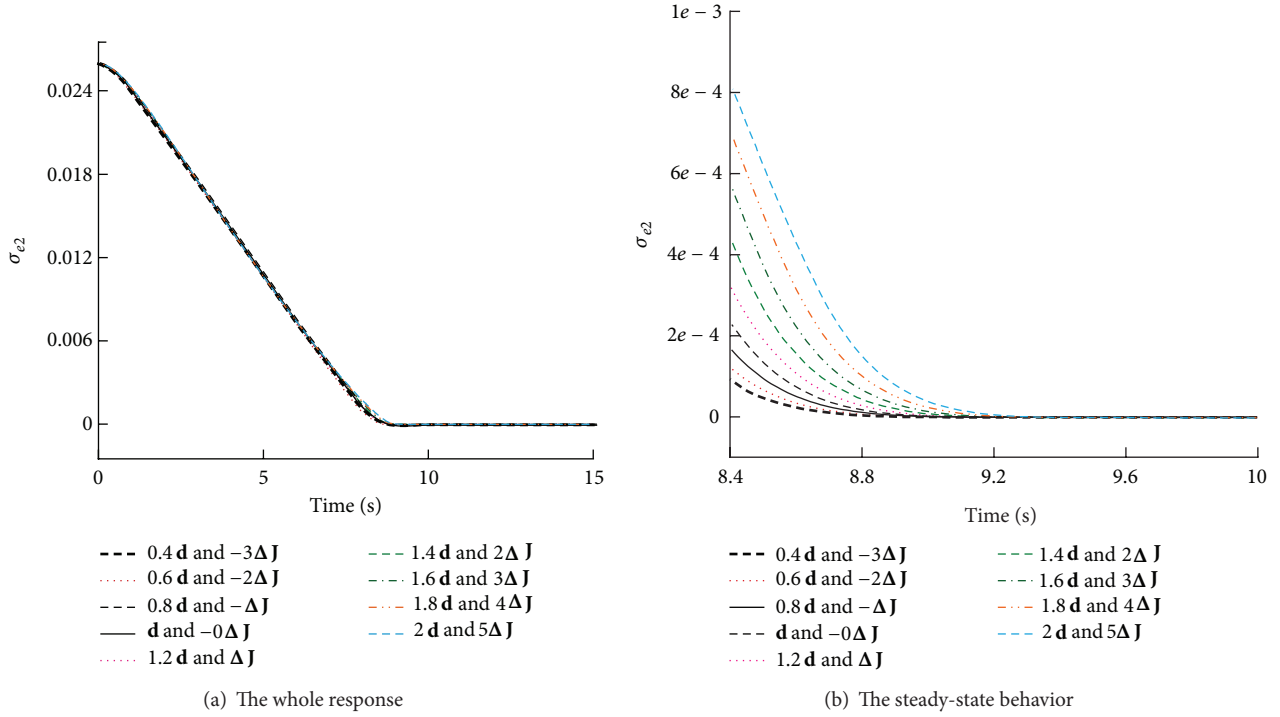 0.024
0.018
0.012
0.006
0
σe2
0 5 10 15
Time (s)
0.4 d and −3Δ J
0.6 d and −2Δ J
0.8 d and −Δ J
d and −0Δ J
1.2 d and Δ J
1.4 d and 2Δ J
1.6 d and 3Δ J
1.8 d and 4Δ J
2 d and 5Δ J
(a) The whole response
1e − 3
8e − 4
6e − 4
4e − 4
2e − 4
0
σe2
8.4 8.8 9.2 9.6 10
Time (s)
0.4 d and −3Δ J
0.6 d and −2Δ J
0.8 d and −Δ J
d and −0Δ J
1.2 d and Δ J
1.4 d and 2Δ J
1.6 d and 3Δ J
1.8 d and 4Δ J
2 d and 5Δ J
(b) The steady-state behavior